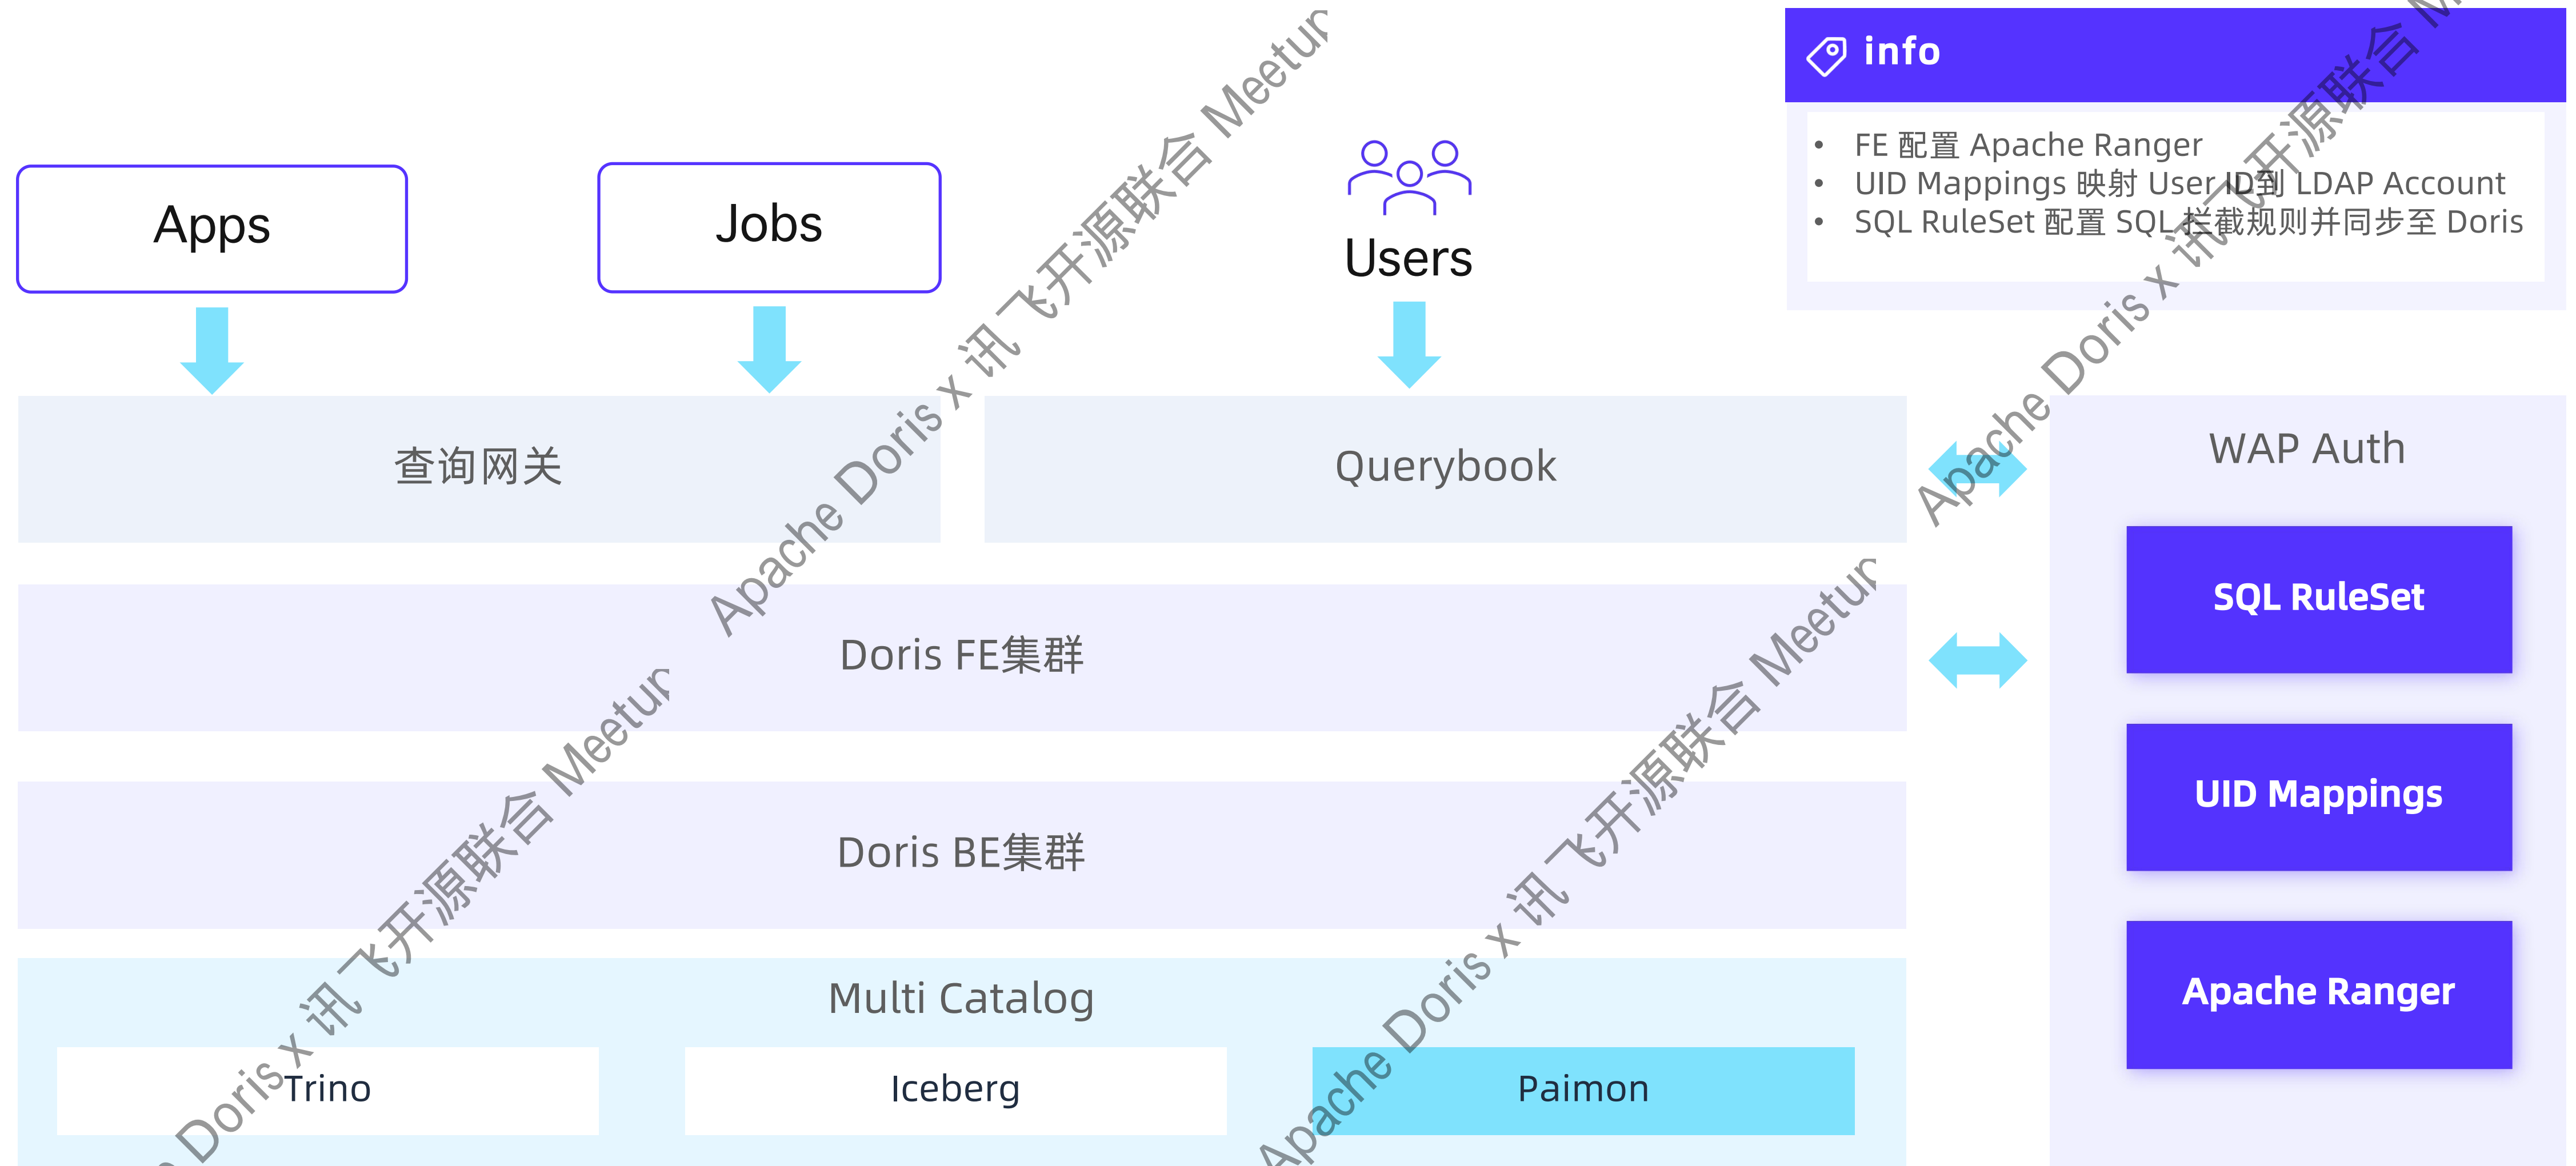 info
FE 配置 Apache Ranger
UID Mappings 映射 User ID到 LDAP Account
SQL RuleSet 配置 SQL 拦截规则并同步至 Doris
Apps
Jobs
Users
查询网关
Querybook
WAP Auth
SQL RuleSet
UID Mappings
Apache Ranger
Doris FE集群
Doris BE集群
Multi Catalog
Trino
Iceberg
Paimon
Apache Doris x 讯飞开源联合 Meetup
Apache Doris x 讯飞开源联合 M
Doris x 讯飞开源联合 Meetup
Apache Doris x 讯飞开源联合 Meetup